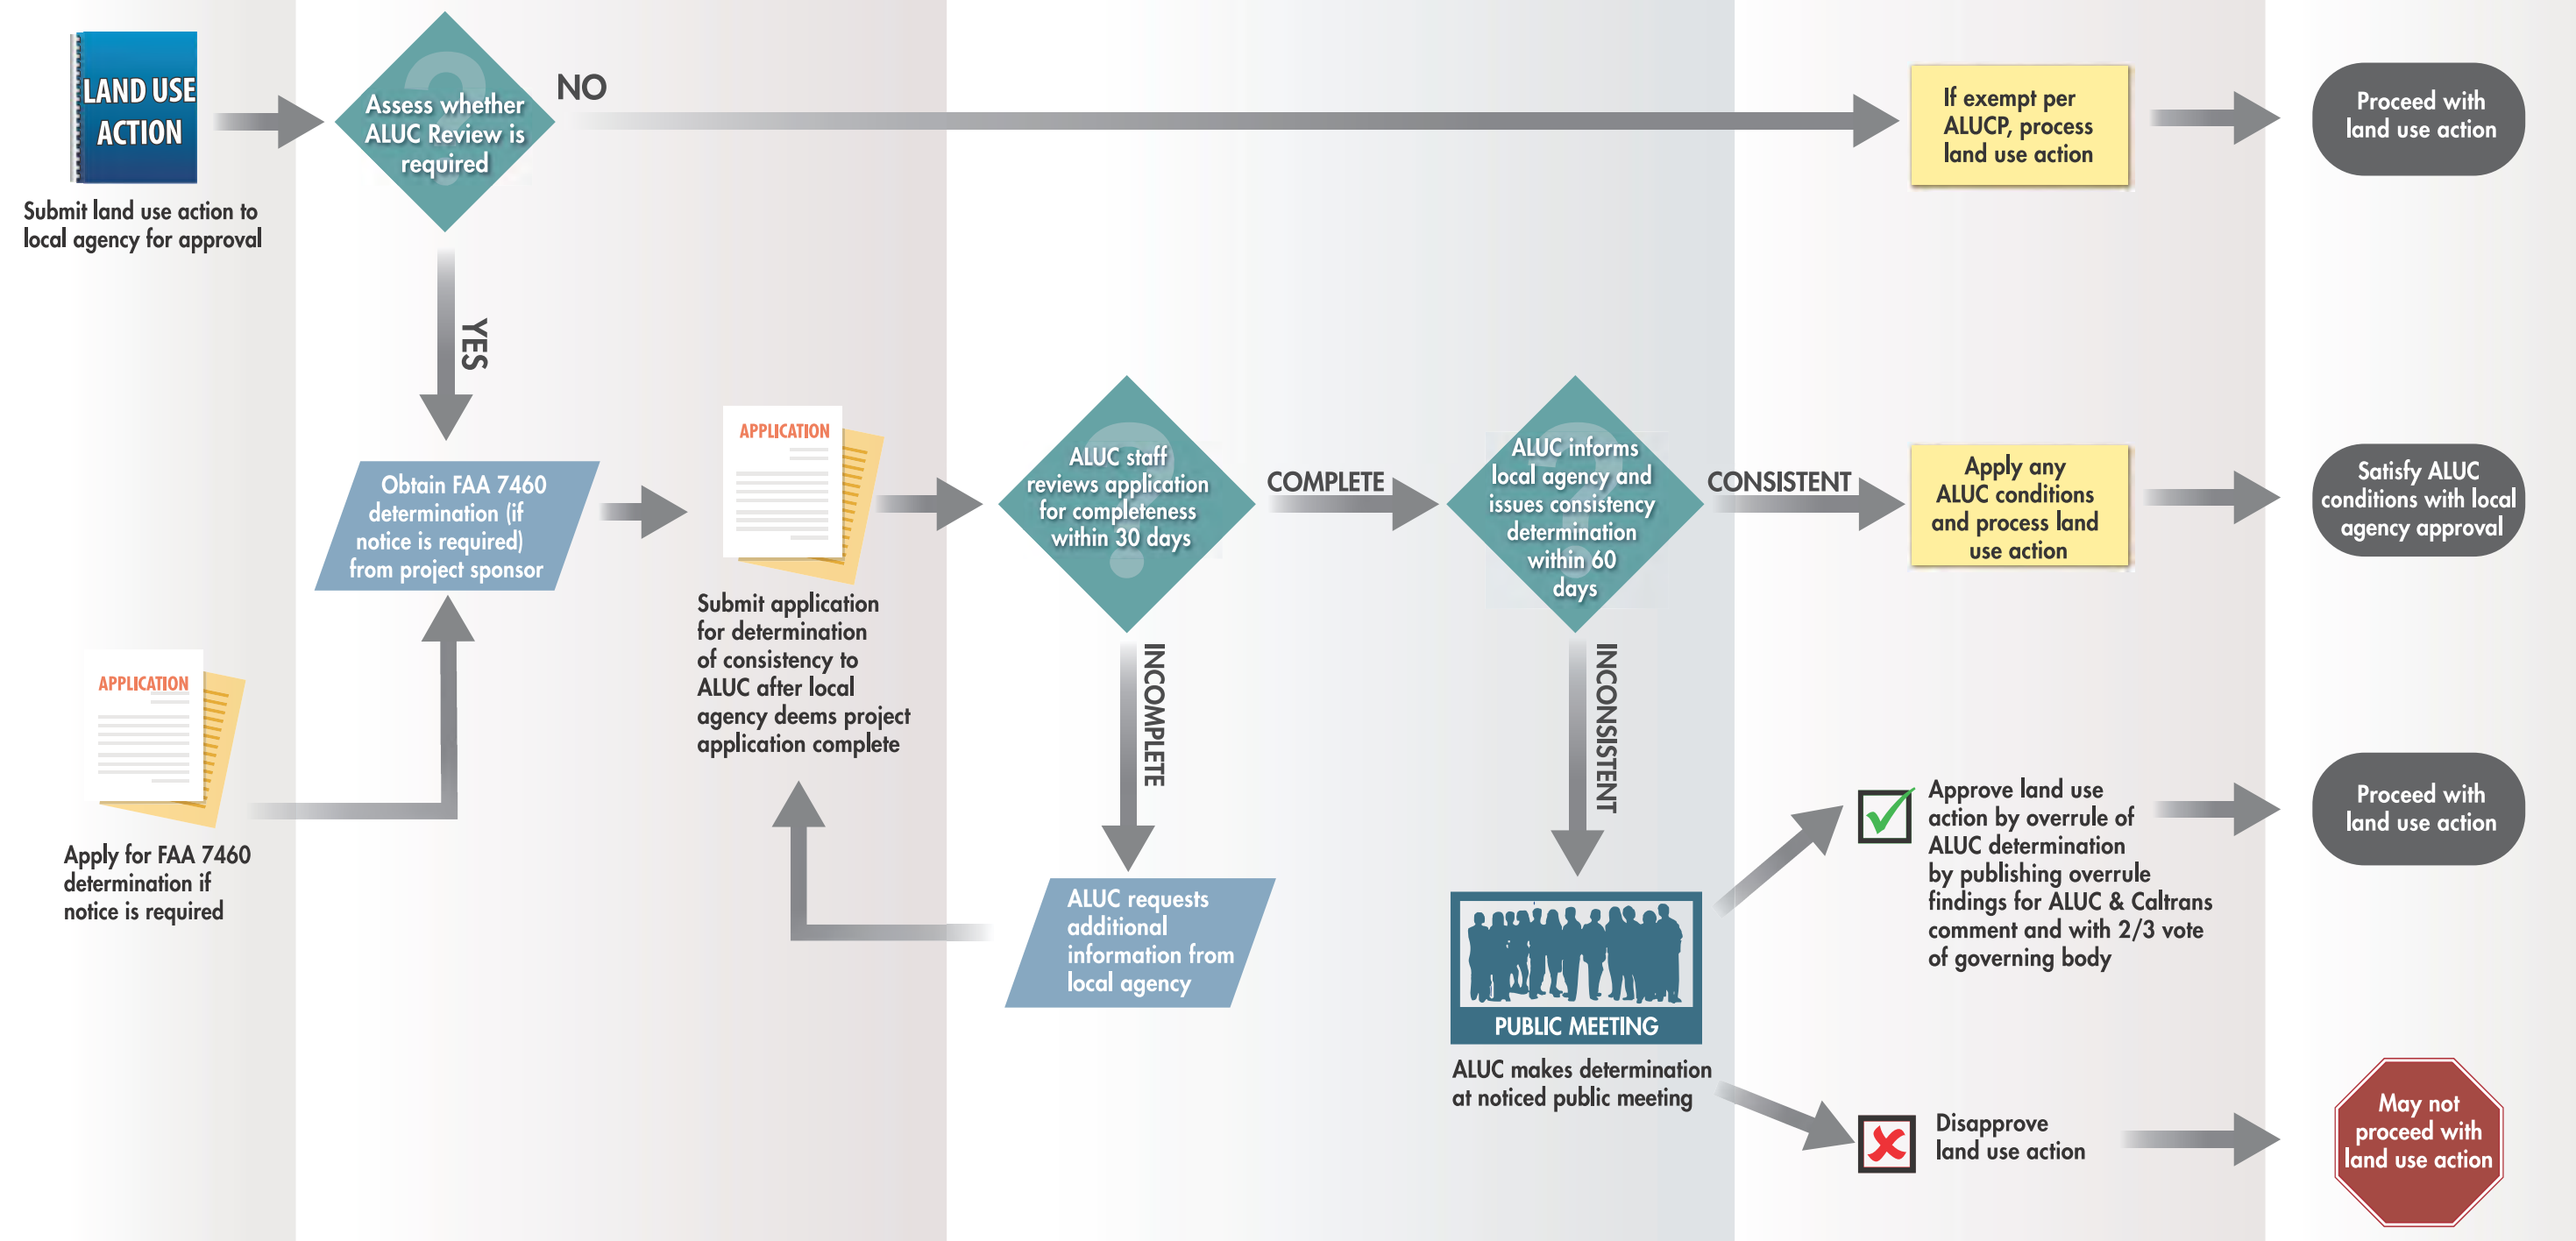 LAND USE
ACTION
Submit land use action to
local agency for approval
Assess whether
ALUC Review is
required
NO
If exempt per
ALUCP, process
land use action
Proceed with
land use action
YES
Obtain FAA 7460
determination (if
notice is required)
from project sponsor
APPLICATION
Apply for FAA 7460
determination if
notice is required
APPLICATION
Submit application
for determination
of consistency to
ALUC after local
agency deems project
application complete
ALUC staff
reviews application
for completeness
within 30 days
COMPLETE
INCOMPLETE
ALUC requests
additional
information from
local agency
ALUC informs
local agency and
issues consistency
determination
within 60
days
CONSISTENT
Apply any
ALUC conditions
and process land
use action
Satisfy ALUC
conditions with local
agency approval
INCONSISTENT
PUBLIC MEETING
ALUC makes determination
at noticed public meeting
Approve land use
action by overrule of
ALUC determination
by publishing overrule
findings for ALUC & Caltrans
comment and with 2/3 vote
of governing body
Proceed with
land use action
Disapprove
land use action
May not
proceed with
land use action